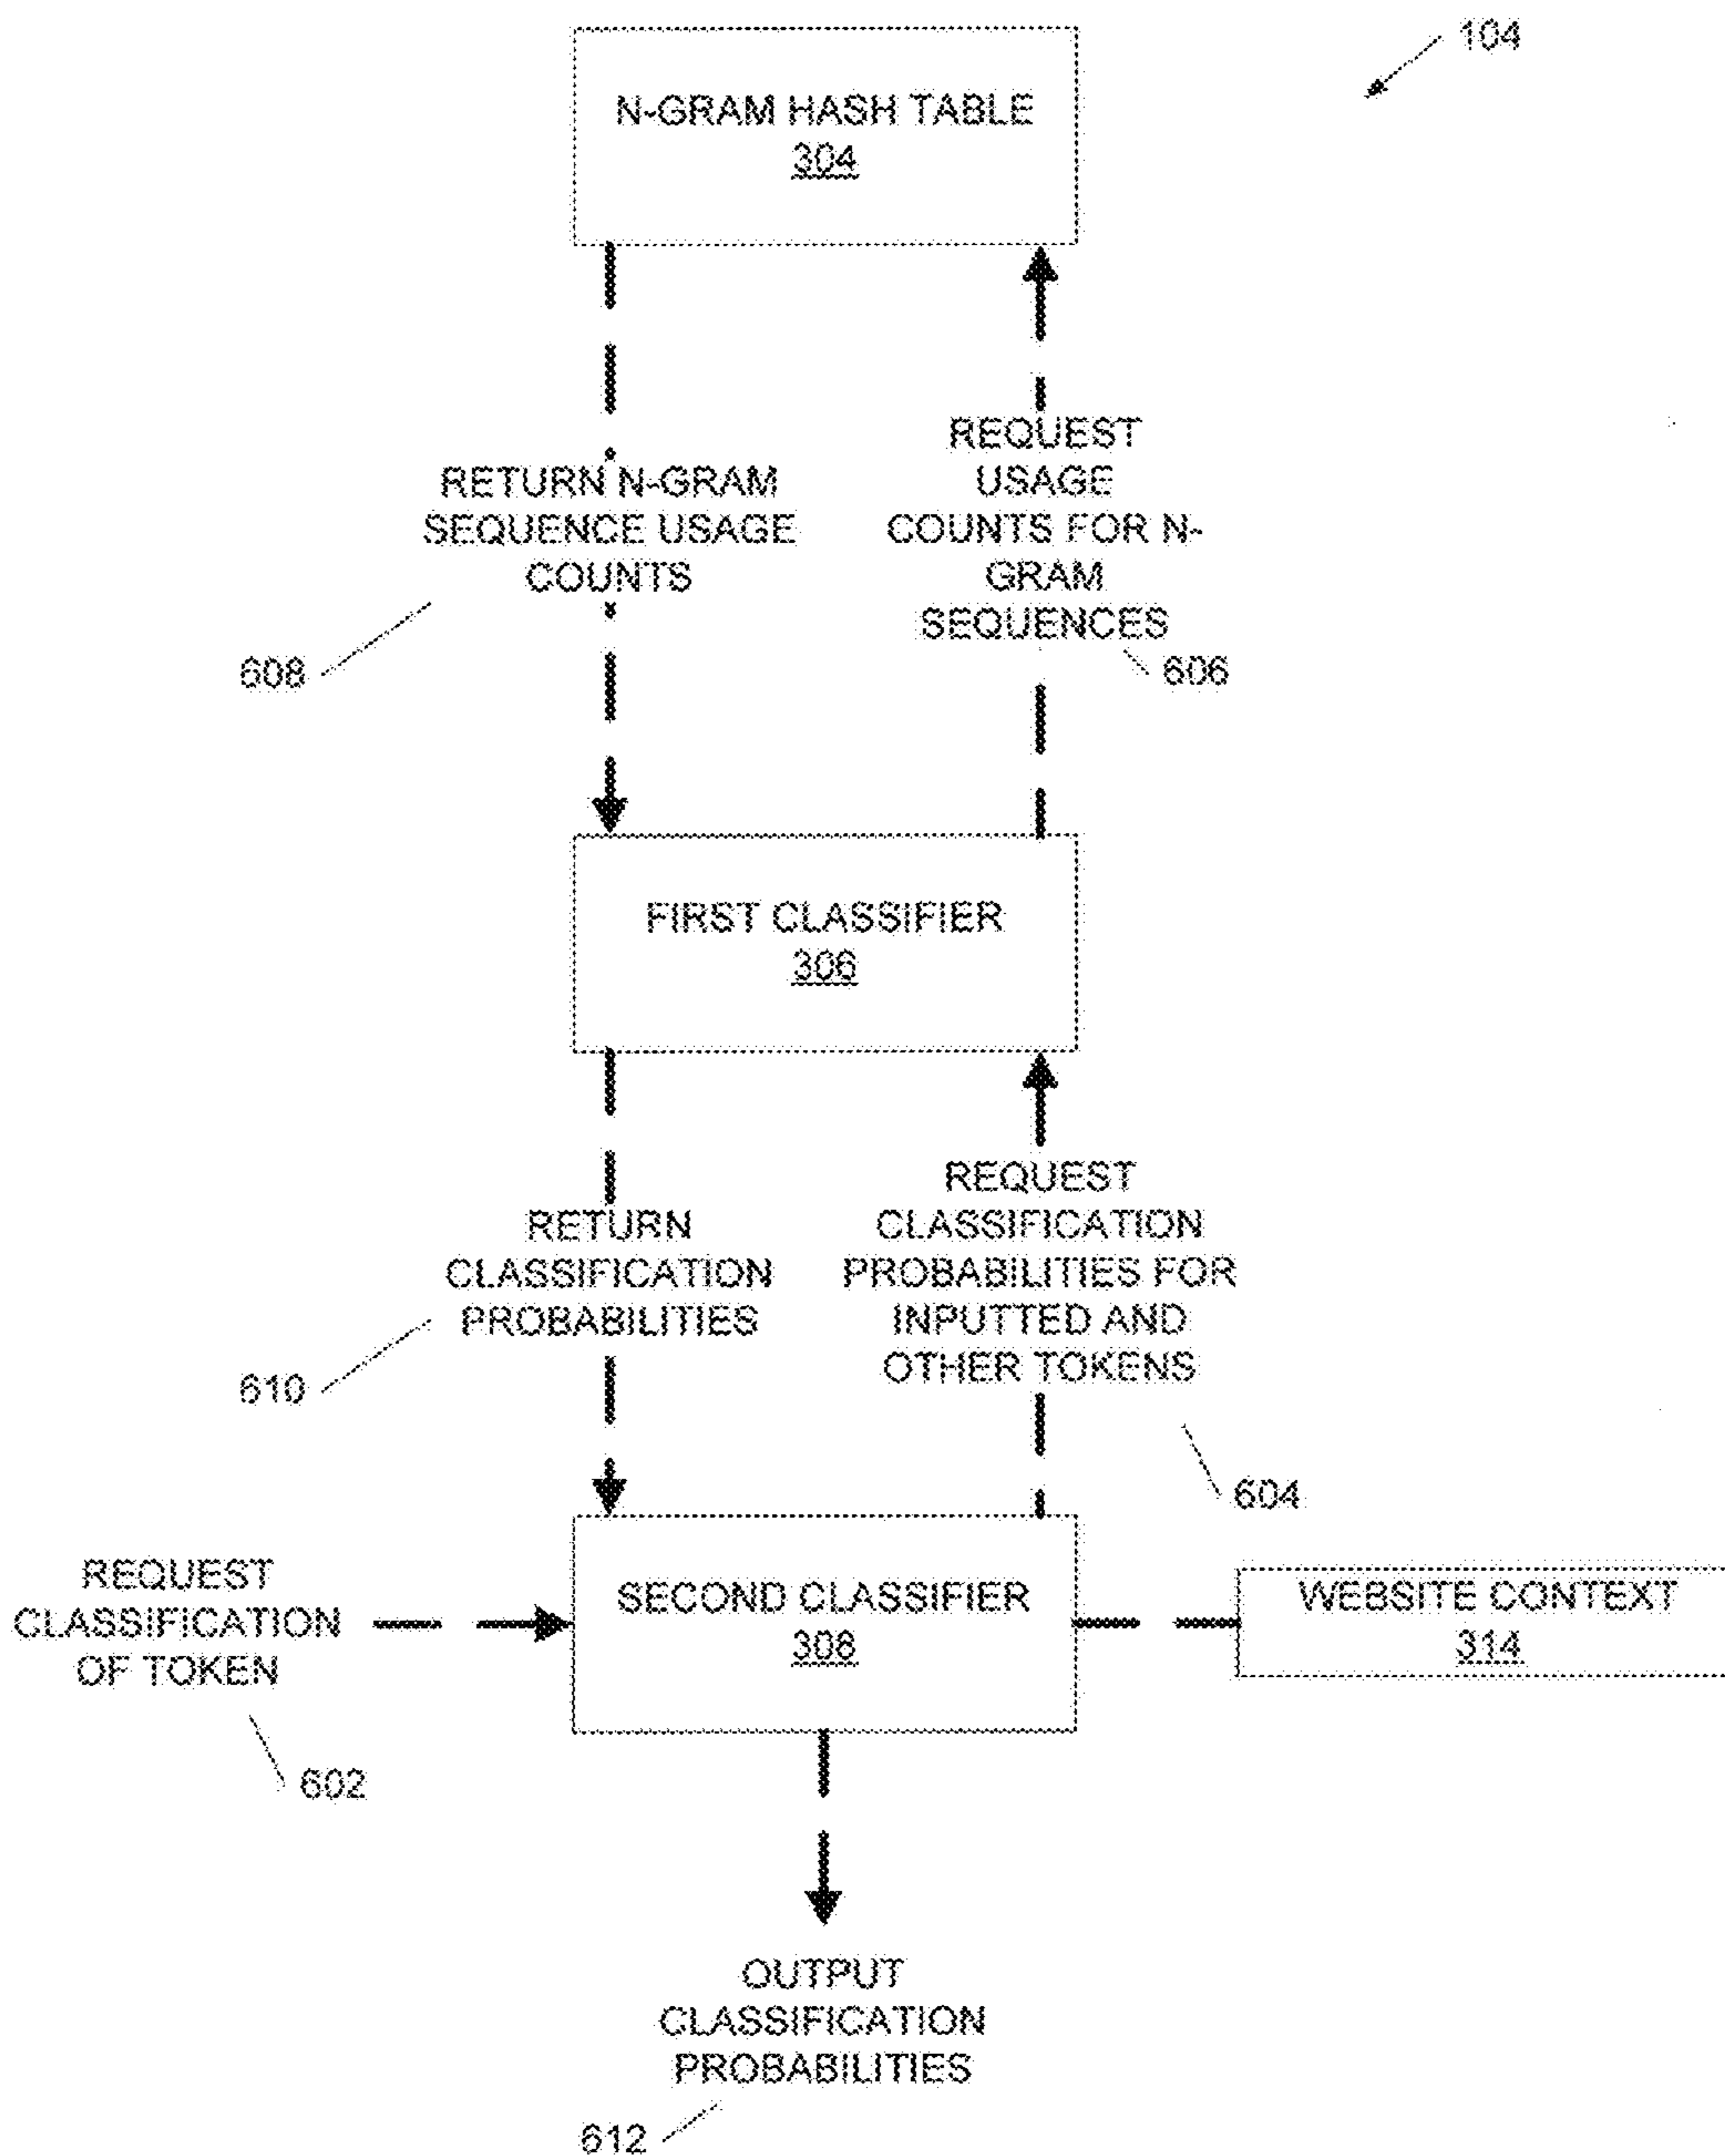 104
N-GRAM HASH TABLE
304
RETURN N-GRAM
SEQUENCE USAGE
COUNTS
608
REQUEST
USAGE
COUNTS FOR N-
GRAM
SEQUENCES
606
FIRST CLASSIFIER
306
RETURN
CLASSIFICATION
PROBABILITIES
610
REQUEST
CLASSIFICATION
PROBABILITIES FOR
INPUTTED AND
OTHER TOKENS
604
REQUEST
CLASSIFICATION
OF TOKEN
602
SECOND CLASSIFIER
308
WEBSITE CONTEXT
314
OUTPUT
CLASSIFICATION
PROBABILITIES
612